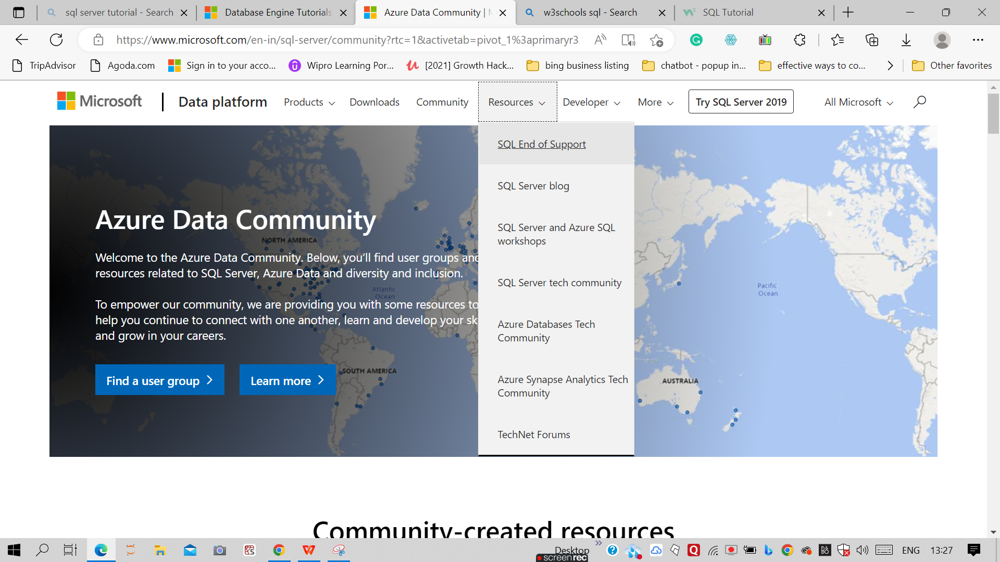 sql server tutorial - Search
Database Engine Tutorials
Azure Data Community |
w3schools sql - Search
SQL Tutorial
https://www.microsoft.com/en-in/sql-server/community?rtc=1&activetab=pivot_1%3aprimaryr3
TripAdvisor
Agoda.com
Sign in to your acco...
Wipro Learning Por...
[2021] Growth Hack...
bing business listing
chatbot - popup in...
effective ways to co...
Other favorites
Microsoft
Data platform
Products
Downloads
Community
Resources
Developer
More
Try SQL Server 2019
All Microsoft
SQL End of Support
SQL Server blog
SQL Server and Azure SQL
workshops
SQL Server tech community
Azure Databases Tech
Community
Azure Synapse Analytics Tech
Community
TechNet Forums
Azure Data Community
NORTH AMERICA
Welcome to the Azure Data Community. Below, you'll find user groups and
resources related to SQL Server, Azure Data and diversity and inclusion.
Atlantic
Ocean
Pacific
Ocean
To empower our community, we are providing you with some resources to
help you continue to connect with one another, learn and develop your sk
and grow in your careers.
SOUTH AMERICA
AUSTRALIA
Find a user group
Learn more
Community-created resources
Desktop
screenrec
ENG
13:27